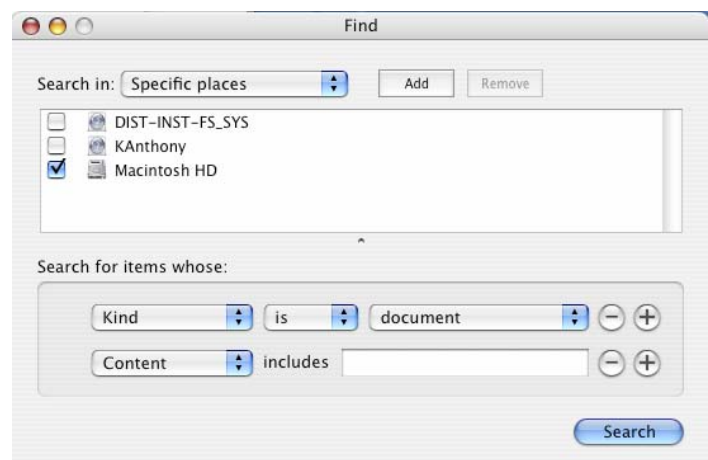 Find
Search in: Specific places Add Remove
DIST-INST-FS_SYS
KAnthony
Macintosh HD
Search for items whose:
Kind is document
Content includes
Search